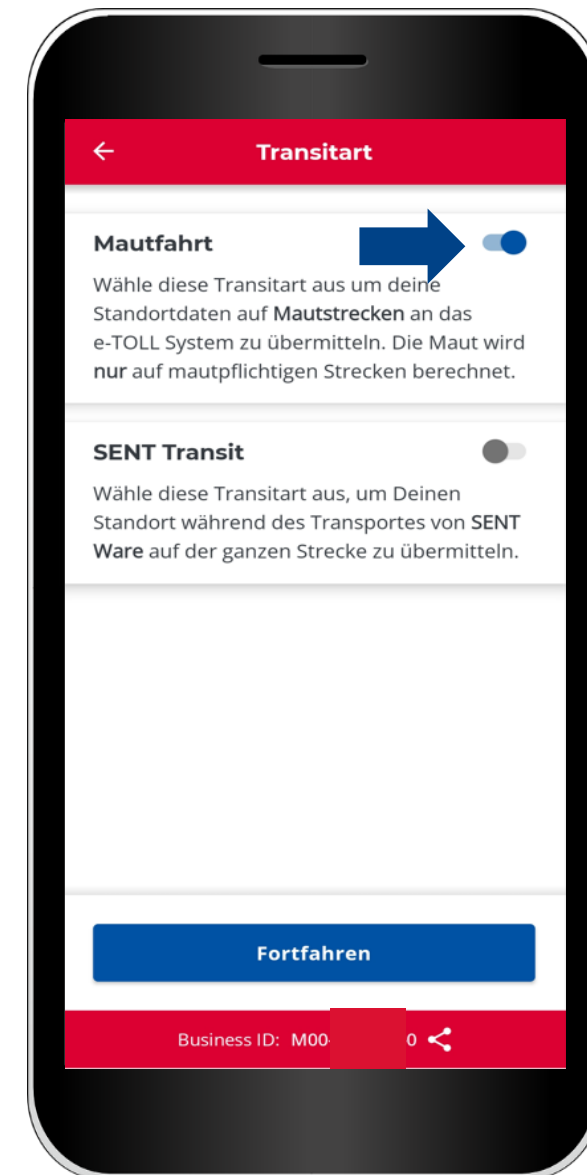 Transitart
Mautfahrt
Wähle diese Transitart aus um deine
Standortdaten auf Mautstrecken an das
e-TOLL System zu übermitteln. Die Maut wird
nur auf mautpflichtigen Strecken berechnet.
SENT Transit
Wähle diese Transitart aus, um Deinen
Standort während des Transportes von SENT
Ware auf der ganzen Strecke zu übermitteln.
Fortfahren
Business ID: M00- 0